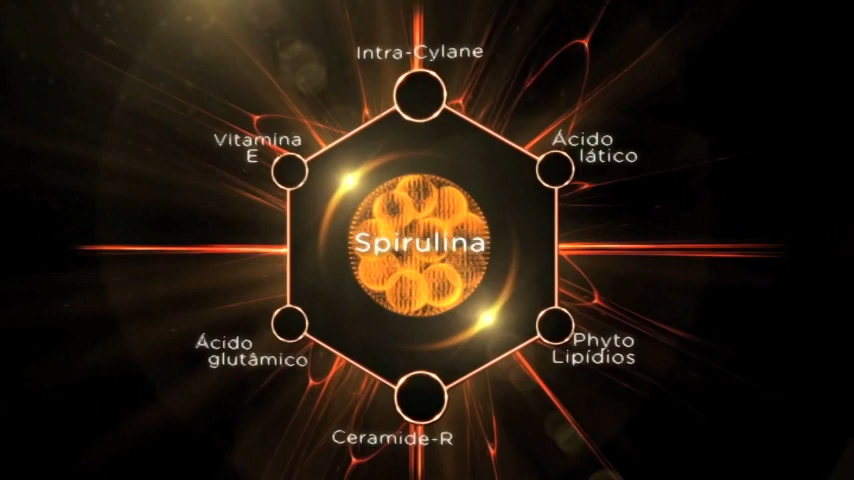 Intra-Cylane
Vitamina
E
Ácido
lático
Spirulina
Ácido
glutâmico
Phyto
Lipídios
Ceramide-R